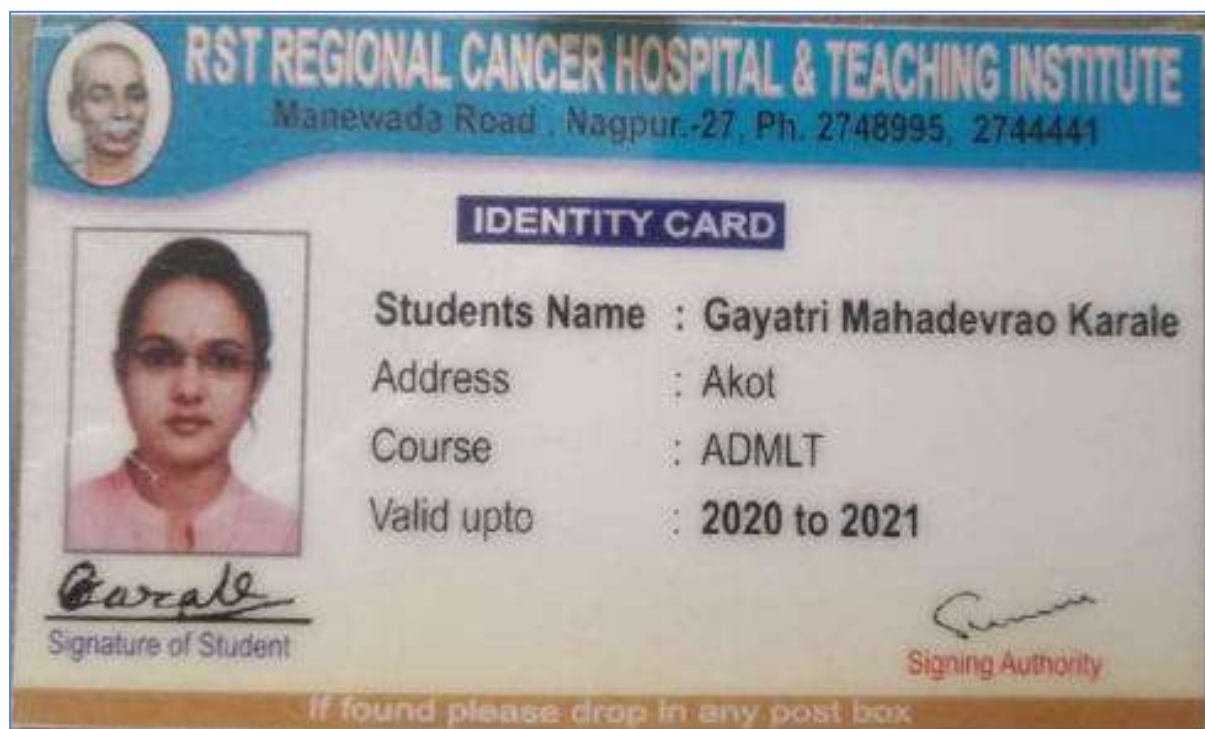 RST REGIONAL CANCER HOSPITAL & TEACHING INSTITUTE
Manewada Road . Nagpur.-27, Ph. 2748995, 2744441
IDENTITY CARD
Students Name : Gayatri Mahadevrao Karale
Address : Akot
Course : ADMLT
Valid upto : 2020 to 2021
Karale
Signature of Student
Signing Authority
If found please drop in any post box